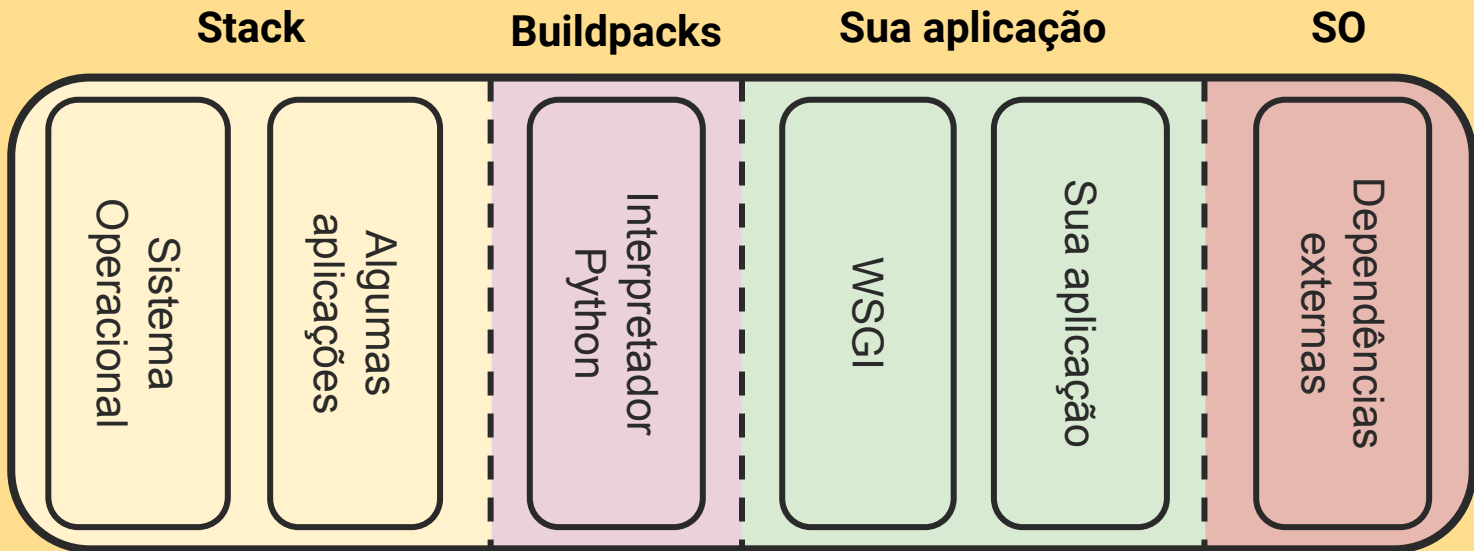 Stack
Buildpacks
Sua aplicação
SO
Sistema
Operacional
Algumas
aplicações
Interpretador
Python
WSGI
Sua aplicação
Dependências
externas